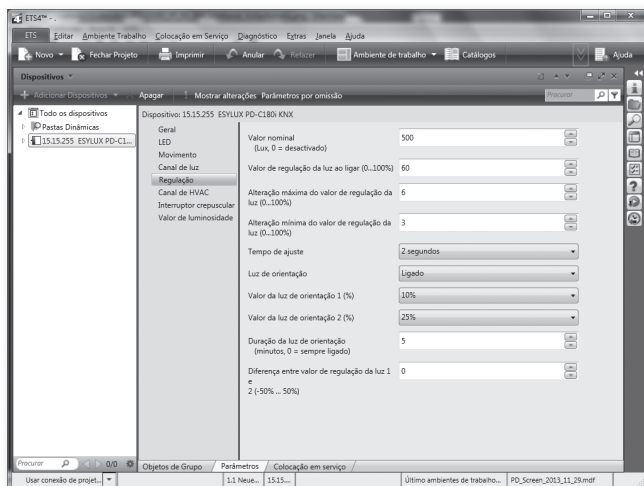 ETS4™ - .
ETS Editar Ambiente Trabalho Colocação em Serviço Diagnóstico Extras Janela Ajuda
Novo Fechar Projeto Imprimir Anular Refazer Ambiente de trabalho Catálogos Ajuda
Dispositivos
Adicionar Dispositivos Apagar Mostrar alterações Parâmetros por omissão Procurar
Todo os dispositivos
Pastas Dinámicas
15.15.255 ESYLUX PD-C1...
Dispositivo: 15.15.255 ESYLUX PD-C180i KNX
Geral
LED
Movimento
Canal de luz
Regulação
Canal de HVAC
Interruptor crepuscular
Valor de luminosidade
Valor nominal
(Lux, 0 = desactivado)
500
Valor de regulação da luz ao ligar (0...100%)
60
Alteração máxima do valor de regulação da
luz (0...100%)
6
Alteração mínima do valor de regulação da
luz (0...100%)
3
Tempo de ajuste
2 segundos
Luz de orientação
Ligado
Valor da luz de orientação 1 (%)
10%
Valor da luz de orientação 2 (%)
25%
Duração da luz de orientação
(minutos, 0 = sempre ligado)
5
Diferença entre valor de regulação da luz 1
e
2 (-50% ... 50%)
0
Procurar 0/0
Objetos de Grupo Parâmetros Colocação em serviço
Usar conexão de projet... 1.1 Neue... 15.15.... Último ambientes de trabalho... PD_Screen_2013_11_29.mdf